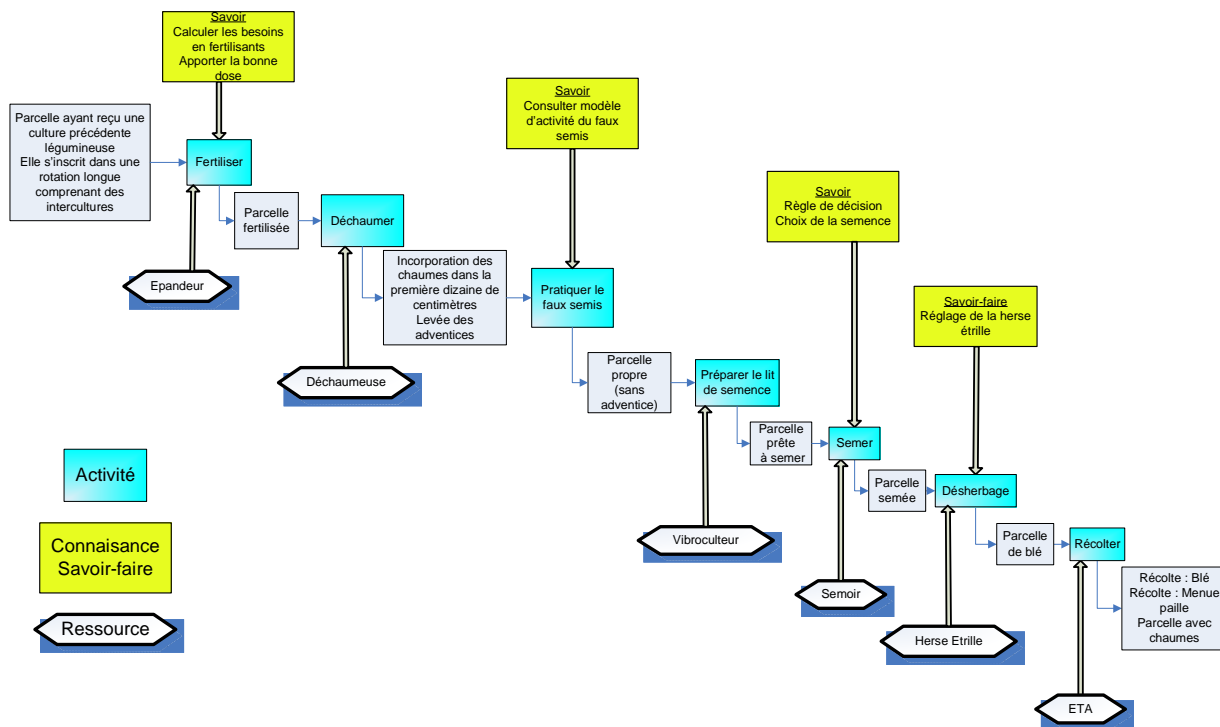 Savoir
Calculer les besoins
en fertilisants
Apporter la bonne
dose
Savoir
Consulter modèle
d'activité du faux
semis
Parcelle ayant reçu une
culture précédente
légumineuse
Elle s'inscrit dans une
rotation longue
comprenant des
intercultures
Fertiliser
Parcelle
fertilisée
Déchaumer
Savoir
Règle de décision
Choix de la semence
Epandeur
Incorporation des
chaumes dans la
première dizaine de
centimètres
Levée des
adventices
Pratiquer le
faux semis
Savoir-faire
Réglage de la herse
étrille
Déchaumeuse
Parcelle
propre
(sans
adventice)
Préparer le lit
de semence
Parcelle
prête
à semer
Semer
Activité
Parcelle
semée
Désherbage
Connaisance
Savoir-faire
Vibroculteur
Parcelle
de blé
Récolter
Semoir
Récolte : Blé
Récolte : Menue
paille
Parcelle avec
chaumes
Ressource
Herse Etrille
ETA